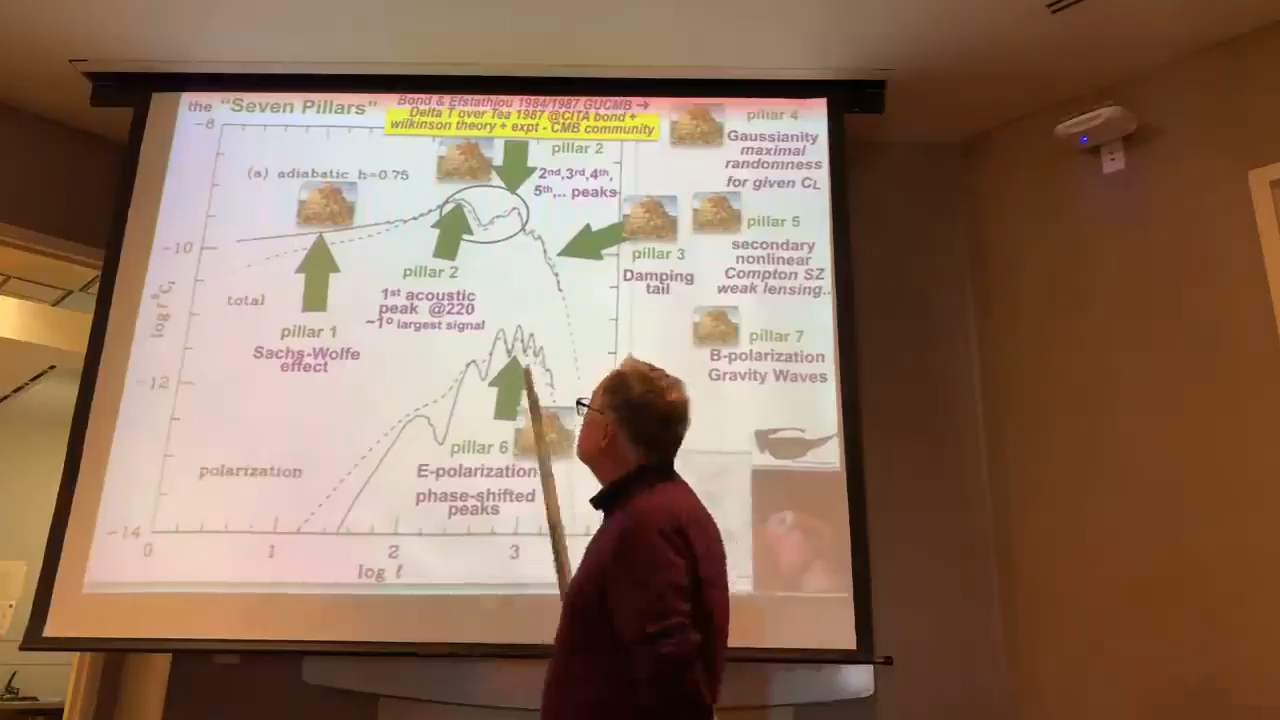 the "Seven Pillars"
Bond & Efstathiou 1984/1987 GUCMB →
Delta T over Tea 1987 @CITA bond +
wilkinson theory + expt - CMB community
-8
(a) adiabatic h=0.75
pillar 2
2nd,3rd,4th,
5th,.. peaks
pillar 4
Gaussianity
maximal
randomness
for given CL
-10
pillar 2
1st acoustic
peak @220
~1° largest signal
pillar 3
Damping
tail
pillar 5
secondary
nonlinear
Compton SZ
weak lensing..
total
pillar 1
Sachs-Wolfe
effect
pillar 7
B-polarization
Gravity Waves
-12
pillar 6
E-polarization
phase-shifted
peaks
polarization
-14
0 1 2 3
log ℓ